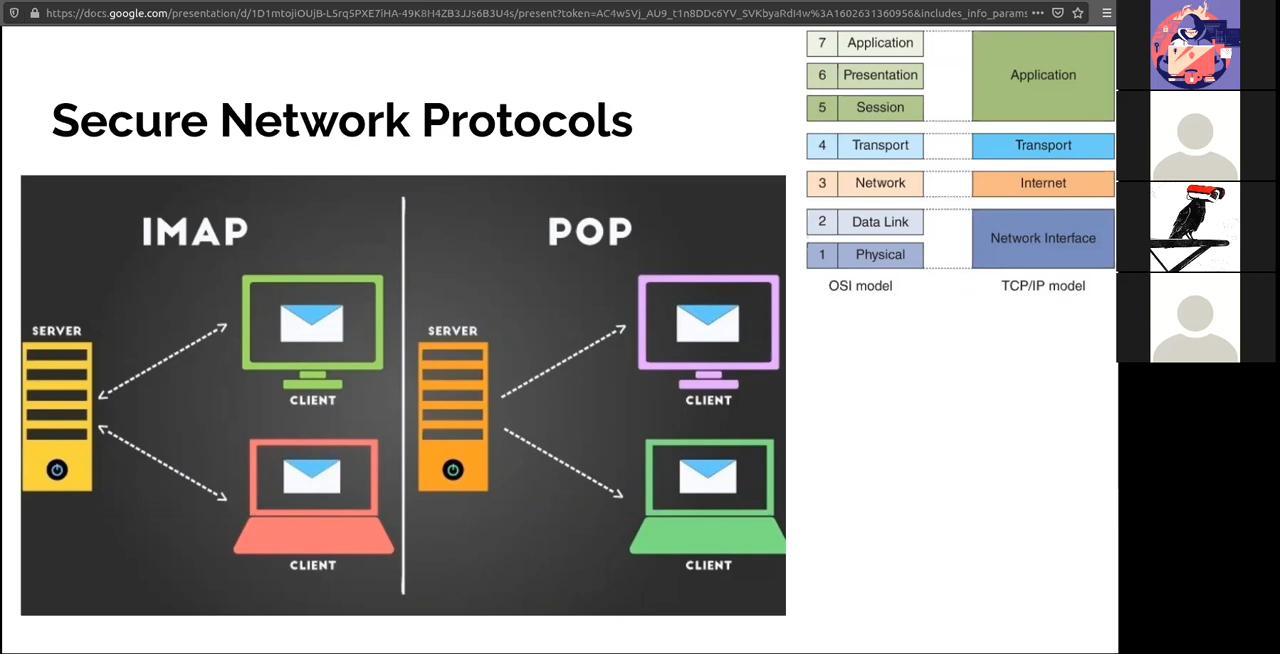 https://docs.google.com/presentation/d/1D1mtojiOUjB-L5rq5PXE7iHA-49K8H4ZB3JJs6B3U4s/present?token=AC4w5Vj_AU9_t1n8DDc6YV_SVKbyaRdI4w%3A1602631360956&includes_info_params
Secure Network Protocols
IMAP
POP
SERVER
CLIENT
CLIENT
SERVER
CLIENT
CLIENT
7 Application
6 Presentation
5 Session
4 Transport
3 Network
2 Data Link
1 Physical
OSI model
Application
Transport
Internet
Network Interface
TCP/IP model